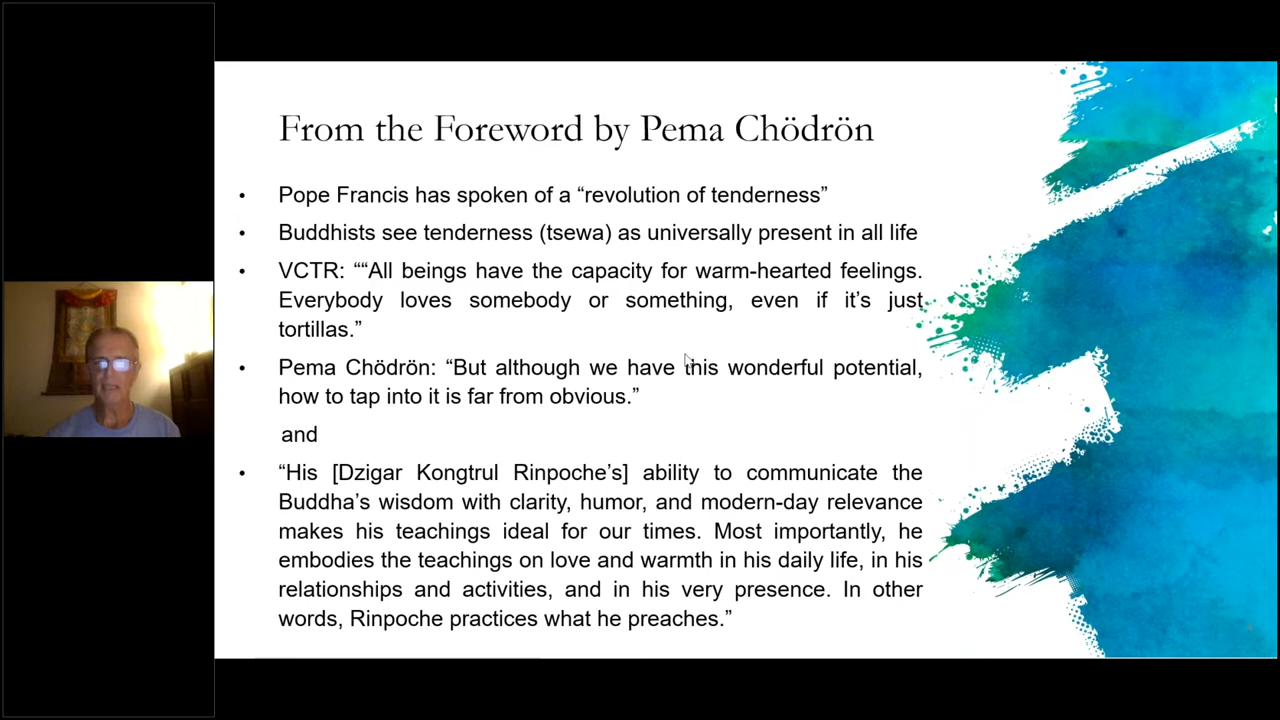 From the Foreword by Pema Chödrön
• Pope Francis has spoken of a “revolution of tenderness”
• Buddhists see tenderness (tsewa) as universally present in all life
• VCTR: ““All beings have the capacity for warm-hearted feelings.
Everybody loves somebody or something, even if it’s just
tortillas.”
• Pema Chödrön: “But although we have this wonderful potential,
how to tap into it is far from obvious.”
and
• “His [Dzigar Kongtrul Rinpoche’s] ability to communicate the
Buddha’s wisdom with clarity, humor, and modern-day relevance
makes his teachings ideal for our times. Most importantly, he
embodies the teachings on love and warmth in his daily life, in his
relationships and activities, and in his very presence. In other
words, Rinpoche practices what he preaches.”